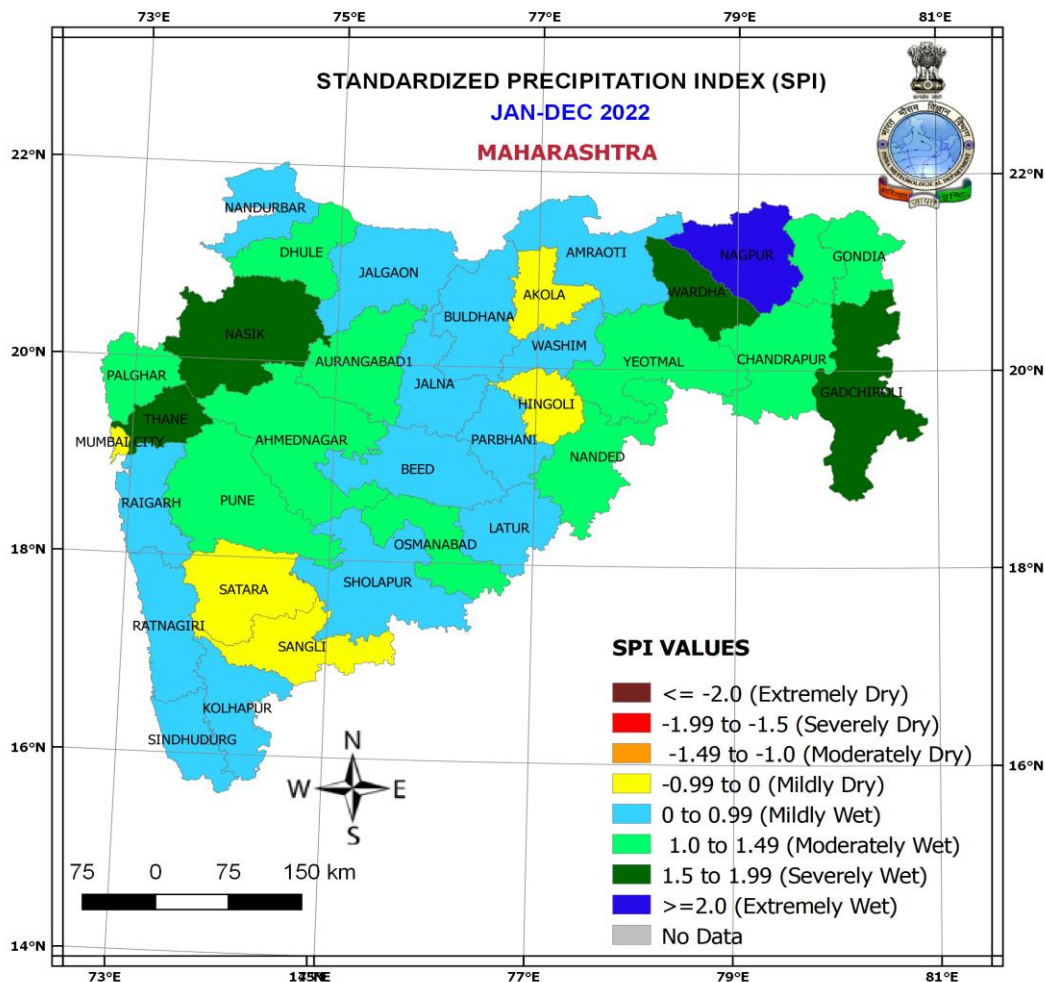 73°E 75°E 77°E 79°E 81°E
STANDARDIZED PRECIPITATION INDEX (SPI)
JAN-DEC 2022
MAHARASHTRA
INDIA METEOROLOGICAL DEPARTMENT
भारत मौसम विज्ञान विभाग
22°N 22°N
NANDURBAR
DHULE
JALGAON
AMRAOTI
NAGPUR
GONDIA
AKOLA
WARDHA
BULDHANA
NASIK
WASHIM
20°N 20°N
AURANGABAD1
YEOTMAL
CHANDRAPUR
PALGHAR
JALNA
GADCHIROLI
HINGOLI
THANE
MUMBAI CITY
AHMEDNAGAR
PARBHANI
NANDED
BEED
RAIGARH
PUNE
LATUR
OSMANABAD
18°N 18°N
SHOLAPUR
SATARA
RATNAGIRI
SANGLI
KOLHAPUR
SINDHUDURG
16°N 16°N
N
W E
S
75 0 75 150 km
SPI VALUES
<= -2.0 (Extremely Dry)
-1.99 to -1.5 (Severely Dry)
-1.49 to -1.0 (Moderately Dry)
-0.99 to 0 (Mildly Dry)
0 to 0.99 (Mildly Wet)
1.0 to 1.49 (Moderately Wet)
1.5 to 1.99 (Severely Wet)
>=2.0 (Extremely Wet)
No Data
14°N 14°N
73°E 77°E 79°E 81°E